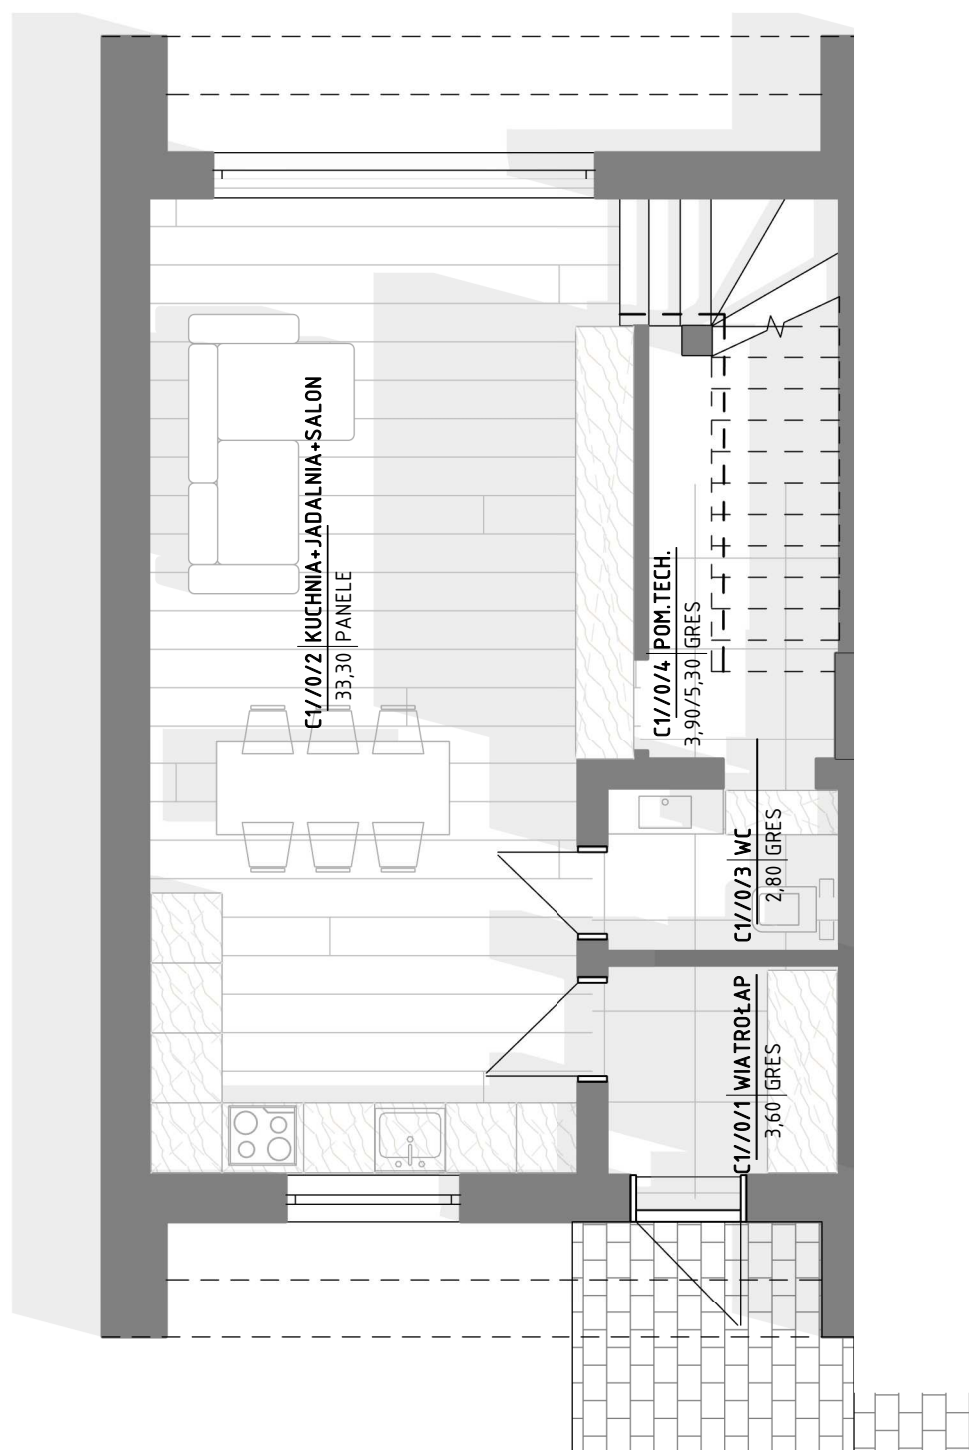 C1//0/2 KUCHNIA+JADALNIA+SALON
33,30 PANELE
C1//0/4 POM.TECH.
3,90/5,30 GRES
C1//0/3 WC
2,80 GRES
C1//0/1 WIATROŁAP
3,60 GRES